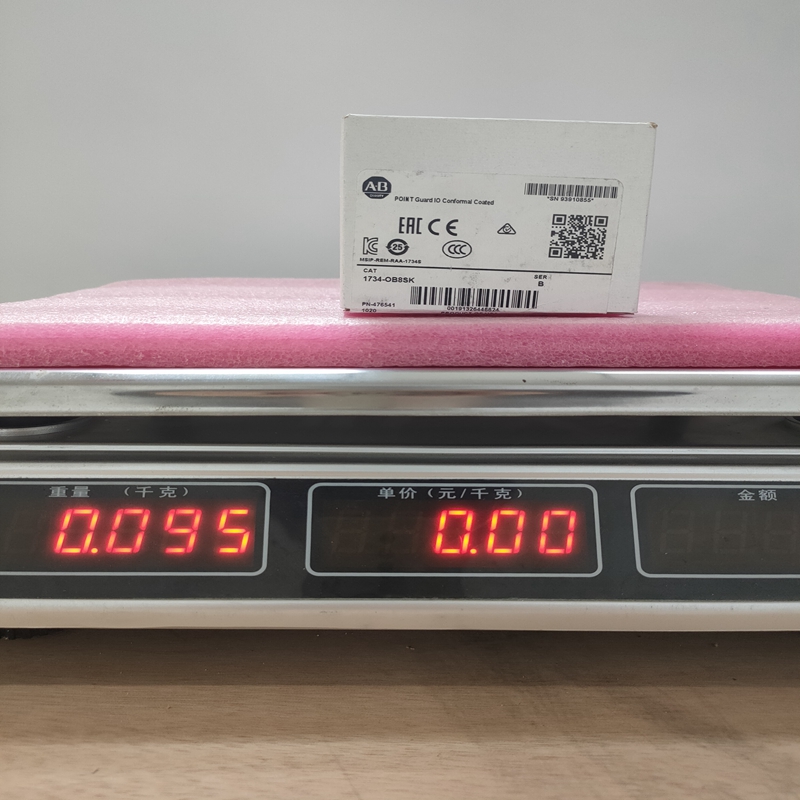 AB
POINT Guard IO Conformal Coated
*SN 93910855*
EAC CE
25
CCC
MSIP-REM-RAA-1734S
CAT
1734-OB8SK
SER
B
PN-476541
1020
重量 （千克）
单价（元/千克）
金额
0.095
0.00